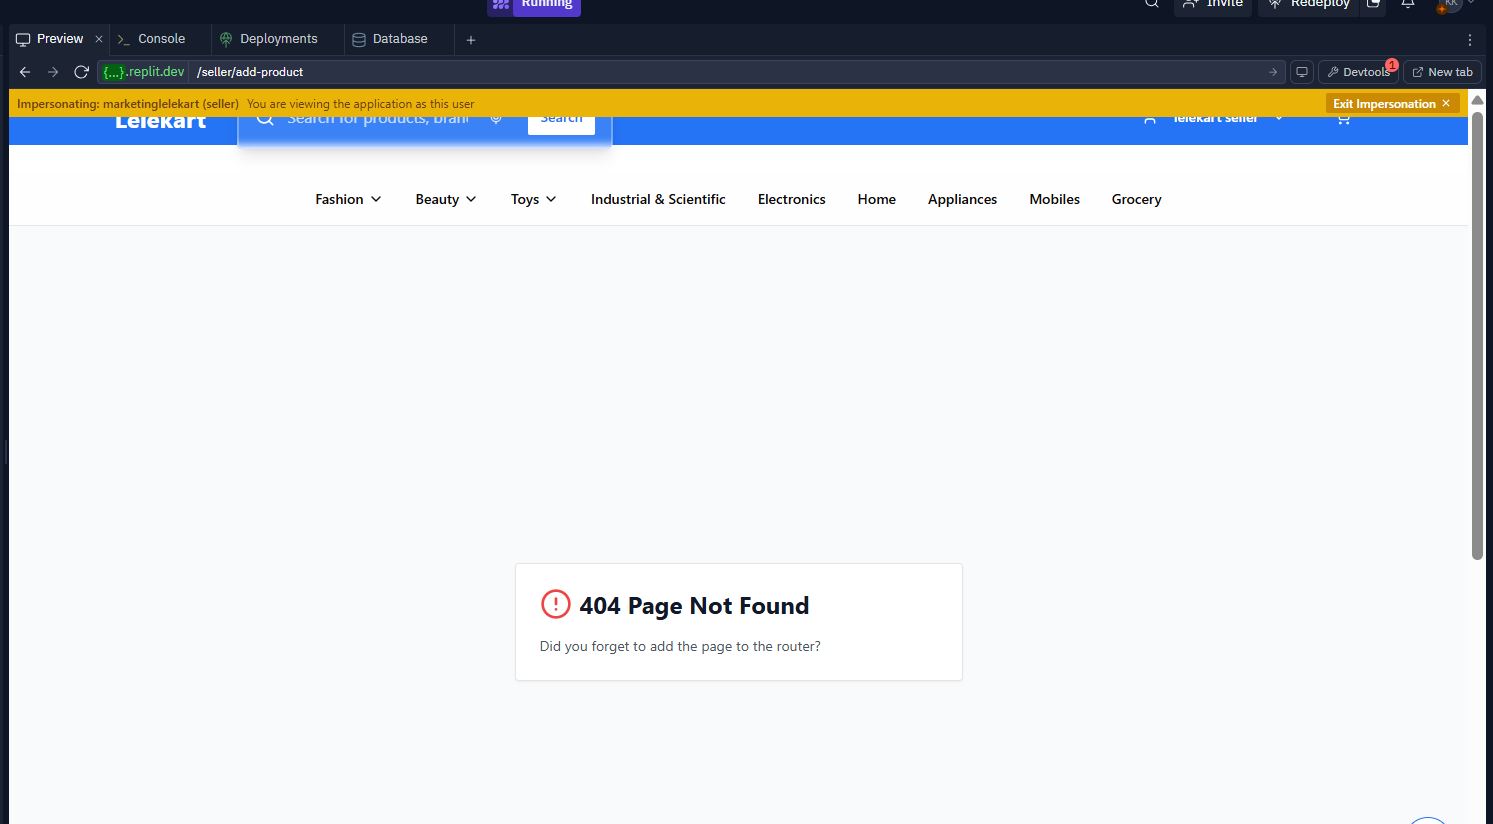 Running
Invite
Redeploy
KK
Preview
Console
Deployments
Database
{...}.replit.dev
/seller/add-product
Devtools
1
New tab
Impersonating: marketinglelekart (seller) You are viewing the application as this user
Exit Impersonation
Lelekart
Search for products, bran
Search
lelekart seller
Fashion
Beauty
Toys
Industrial & Scientific
Electronics
Home
Appliances
Mobiles
Grocery
404 Page Not Found
Did you forget to add the page to the router?